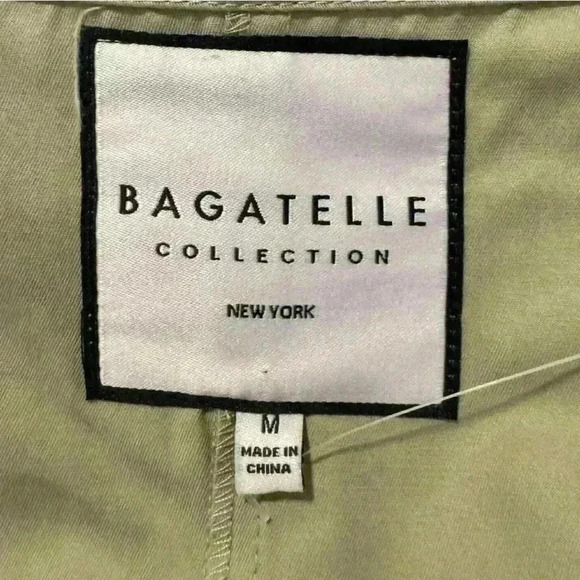 BAGATELLE
COLLECTION
NEW YORK
M
MADE IN
CHINA